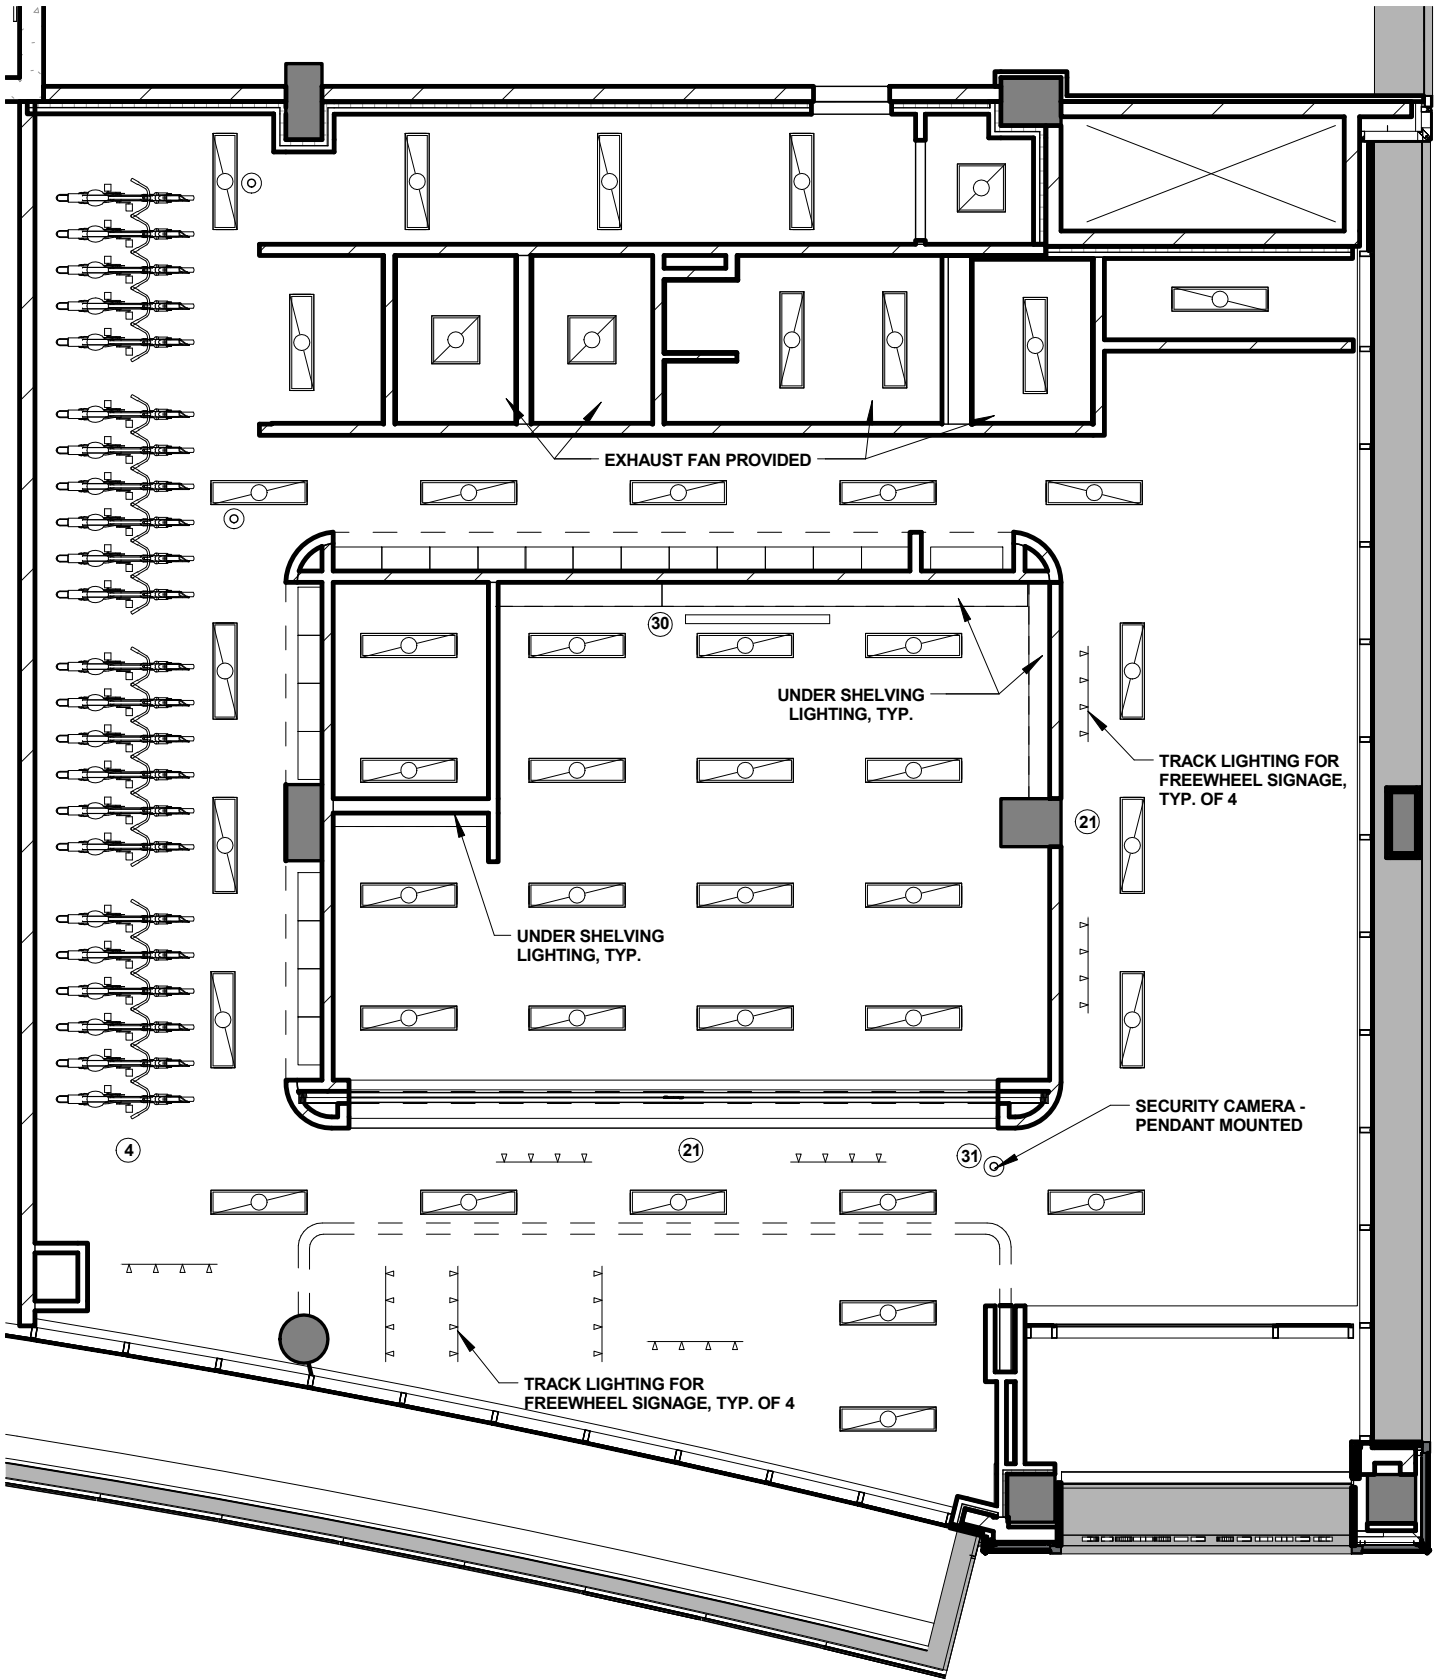 EXHAUST FAN PROVIDED
30
UNDER SHELVING
LIGHTING, TYP.
TRACK LIGHTING FOR
FREEWHEEL SIGNAGE,
TYP. OF 4
21
UNDER SHELVING
LIGHTING, TYP.
SECURITY CAMERA -
PENDANT MOUNTED
4
21
31
TRACK LIGHTING FOR
FREEWHEEL SIGNAGE, TYP. OF 4